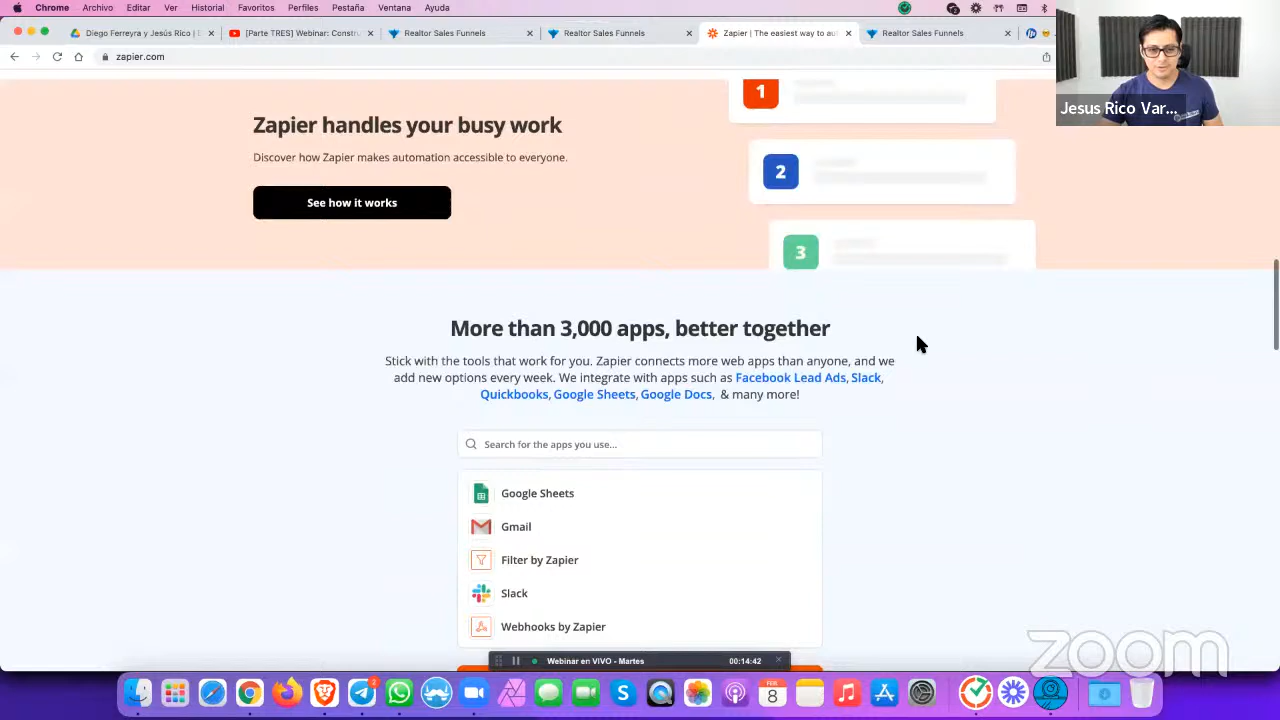 Chrome Archivo Editar Ver Historial Favoritos Perfiles Pestaña Ventana Ayuda
Diego Ferreyra y Jesús Rico |
[Parte TRES] Webinar: Constru
Realtor Sales Funnels
Realtor Sales Funnels
Zapier | The easiest way to aut
Realtor Sales Funnels
zapier.com
Jesus Rico Var...
Zapier handles your busy work
Discover how Zapier makes automation accessible to everyone.
See how it works
1
2
3
More than 3,000 apps, better together
Stick with the tools that work for you. Zapier connects more web apps than anyone, and we
add new options every week. We integrate with apps such as Facebook Lead Ads, Slack,
Quickbooks, Google Sheets, Google Docs, & many more!
Search for the apps you use...
Google Sheets
Gmail
Filter by Zapier
Slack
Webhooks by Zapier
Webinar en VIVO - Martes 00:14:42
zoom
2
FEB
8